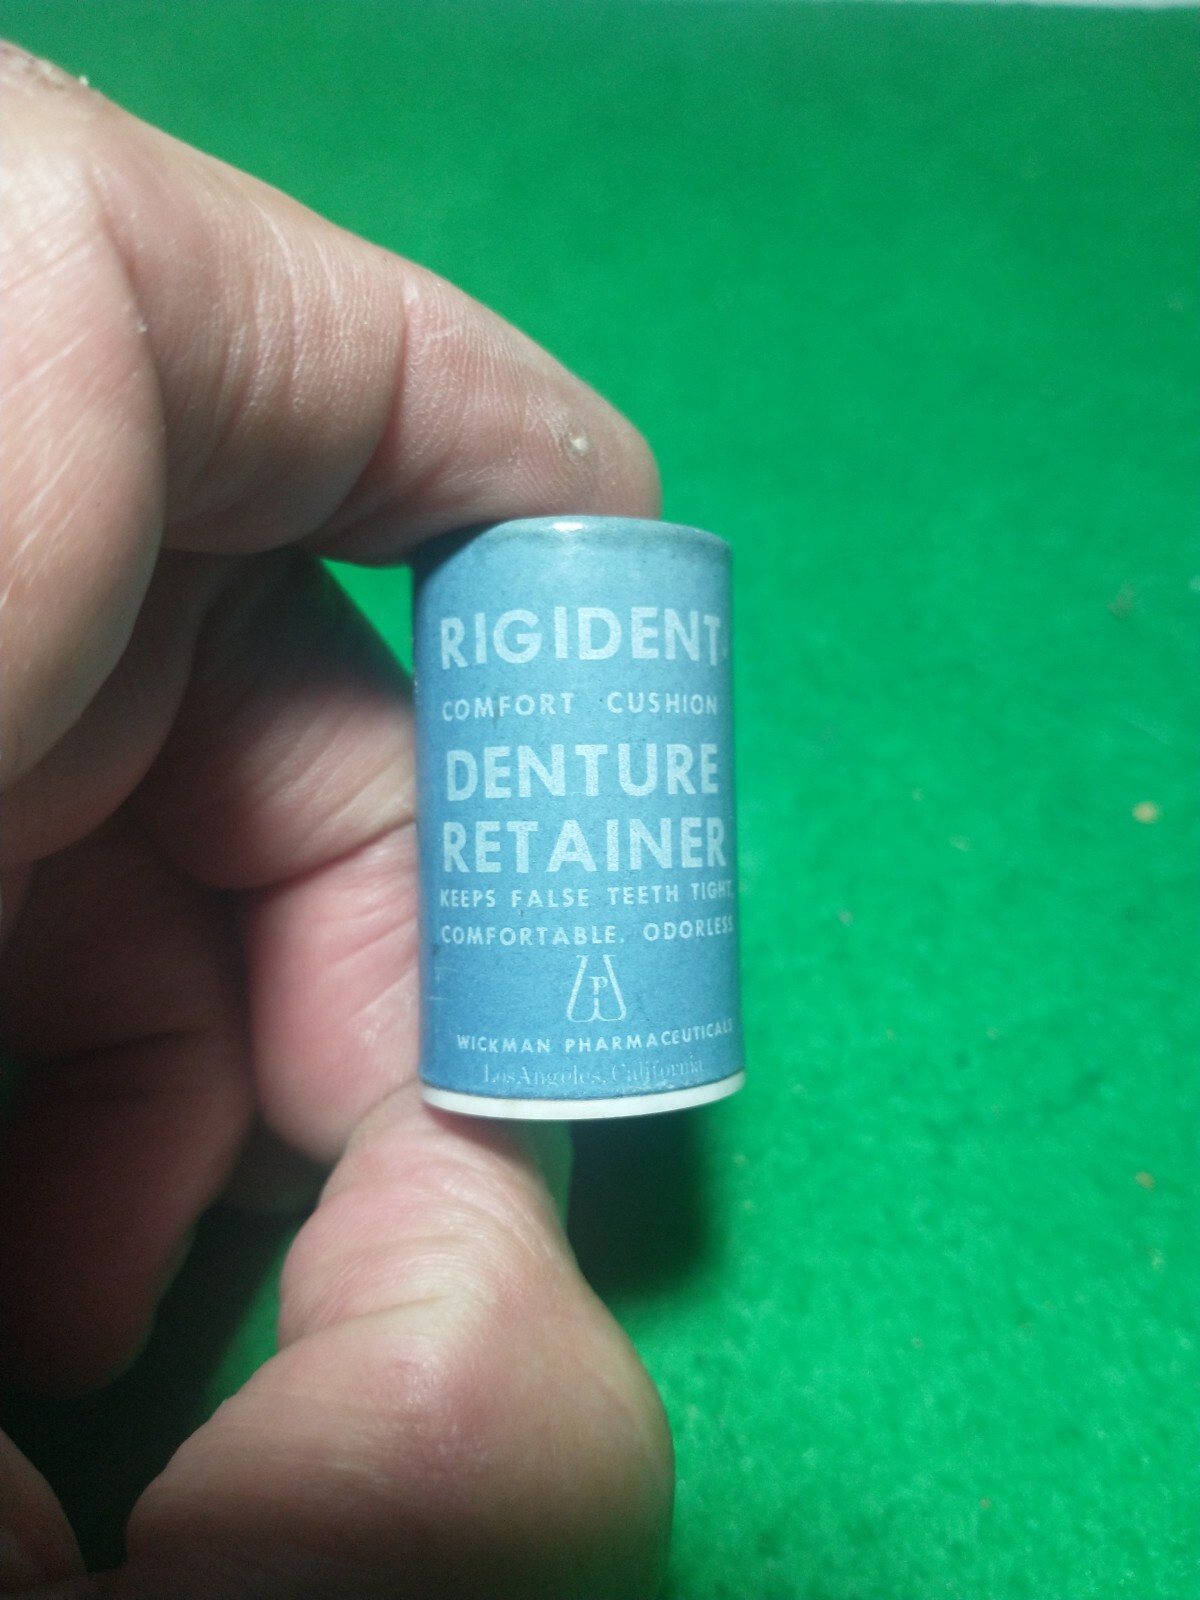 RIGIDENT.
COMFORT CUSHION
DENTURE
RETAINER
KEEPS FALSE TEETH TIGHT,
COMFORTABLE. ODORLESS
P
WICKMAN PHARMACEUTICALS
Los Angeles, California